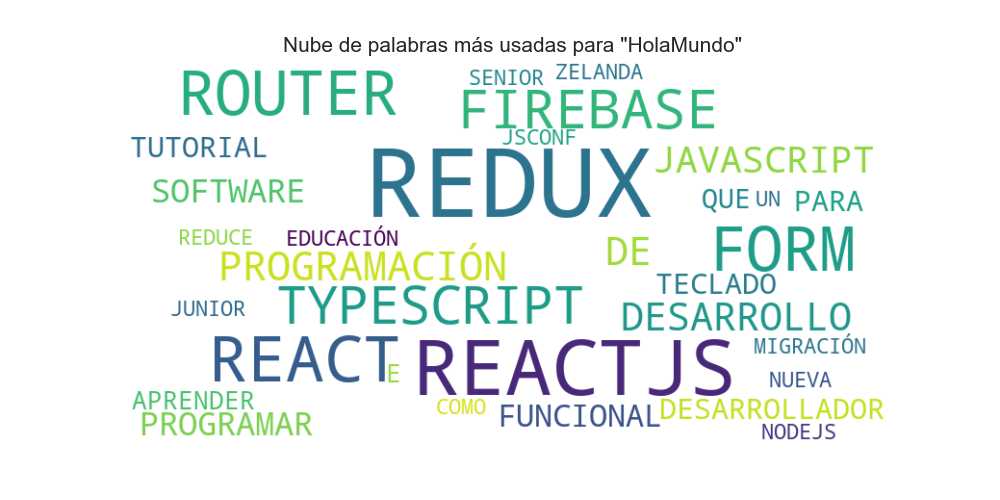 Nube de palabras más usadas para "HolaMundo"
ROUTER
SENIOR
ZELANDA
FIREBASE
JSCONF
TUTORIAL
REDUX
JAVASCRIPT
SOFTWARE
QUE
UN
PARA
REDUCE
EDUCACIÓN
DE
FORM
PROGRAMACIÓN
TECLADO
JUNIOR
TYPESCRIPT
DESARROLLO
REACT
REACTJS
MIGRACIÓN
E
NUEVA
APRENDER
COMO
FUNCIONAL
DESARROLLADOR
PROGRAMAR
NODEJS